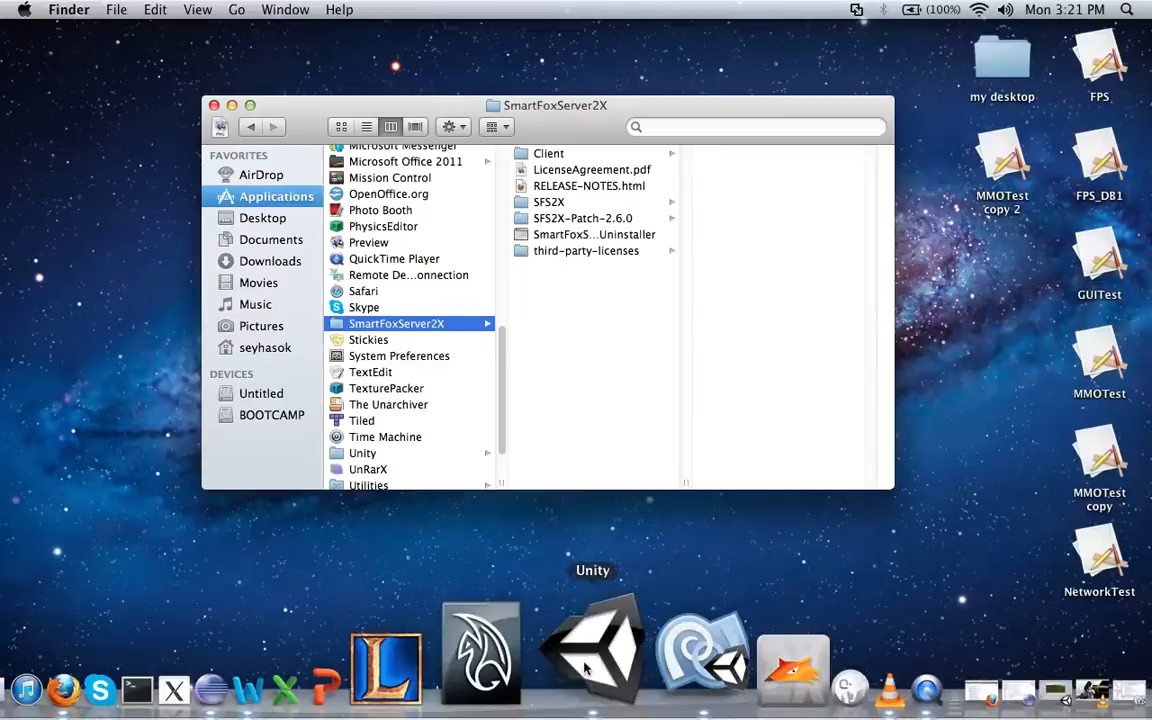 Finder File Edit View Go Window Help
(100%) Mon 3:21 PM
SmartFoxServer2X
FAVORITES
AirDrop
Applications
Desktop
Documents
Downloads
Movies
Music
Pictures
seyhasok
DEVICES
Untitled
BOOTCAMP
Microsoft Messenger
Microsoft Office 2011
Mission Control
OpenOffice.org
Photo Booth
PhysicsEditor
Preview
QuickTime Player
Remote De...onnection
Safari
Skype
SmartFoxServer2X
Stickies
System Preferences
TextEdit
TexturePacker
The Unarchiver
Tiled
Time Machine
Unity
UnRarX
Utilities
Client
LicenseAgreement.pdf
RELEASE-NOTES.html
SFS2X
SFS2X-Patch-2.6.0
SmartFoxS...Uninstaller
third-party-licenses
my desktop
FPS
MMOTest
copy 2
FPS_DB1
GUITest
MMOTest
MMOTest
copy
NetworkTest
Unity